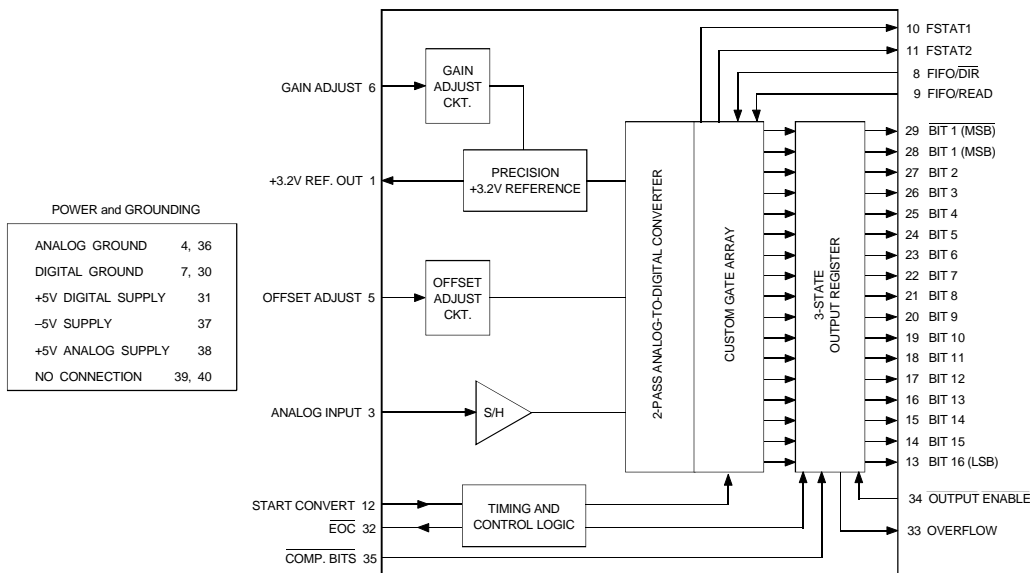 10 FSTAT1
11 FSTAT2
8 FIFO/DIR
9 FIFO/READ
GAIN ADJUST 6
GAIN
ADJUST
CKT.
+3.2V REF. OUT 1
PRECISION
+3.2V REFERENCE
OFFSET ADJUST 5
OFFSET
ADJUST
CKT.
ANALOG INPUT 3
S/H
START CONVERT 12
EOC 32
COMP. BITS 35
TIMING AND
CONTROL LOGIC
2-PASS ANALOG-TO-DIGITAL CONVERTER
CUSTOM GATE ARRAY
3-STATE
OUTPUT REGISTER
29 BIT 1 (MSB)
28 BIT 1 (MSB)
27 BIT 2
26 BIT 3
25 BIT 4
24 BIT 5
23 BIT 6
22 BIT 7
21 BIT 8
20 BIT 9
19 BIT 10
18 BIT 11
17 BIT 12
16 BIT 13
15 BIT 14
14 BIT 15
13 BIT 16 (LSB)
34 OUTPUT ENABLE
33 OVERFLOW
POWER and GROUNDING
ANALOG GROUND 4, 36
DIGITAL GROUND 7, 30
+5V DIGITAL SUPPLY 31
–5V SUPPLY 37
+5V ANALOG SUPPLY 38
NO CONNECTION 39, 40